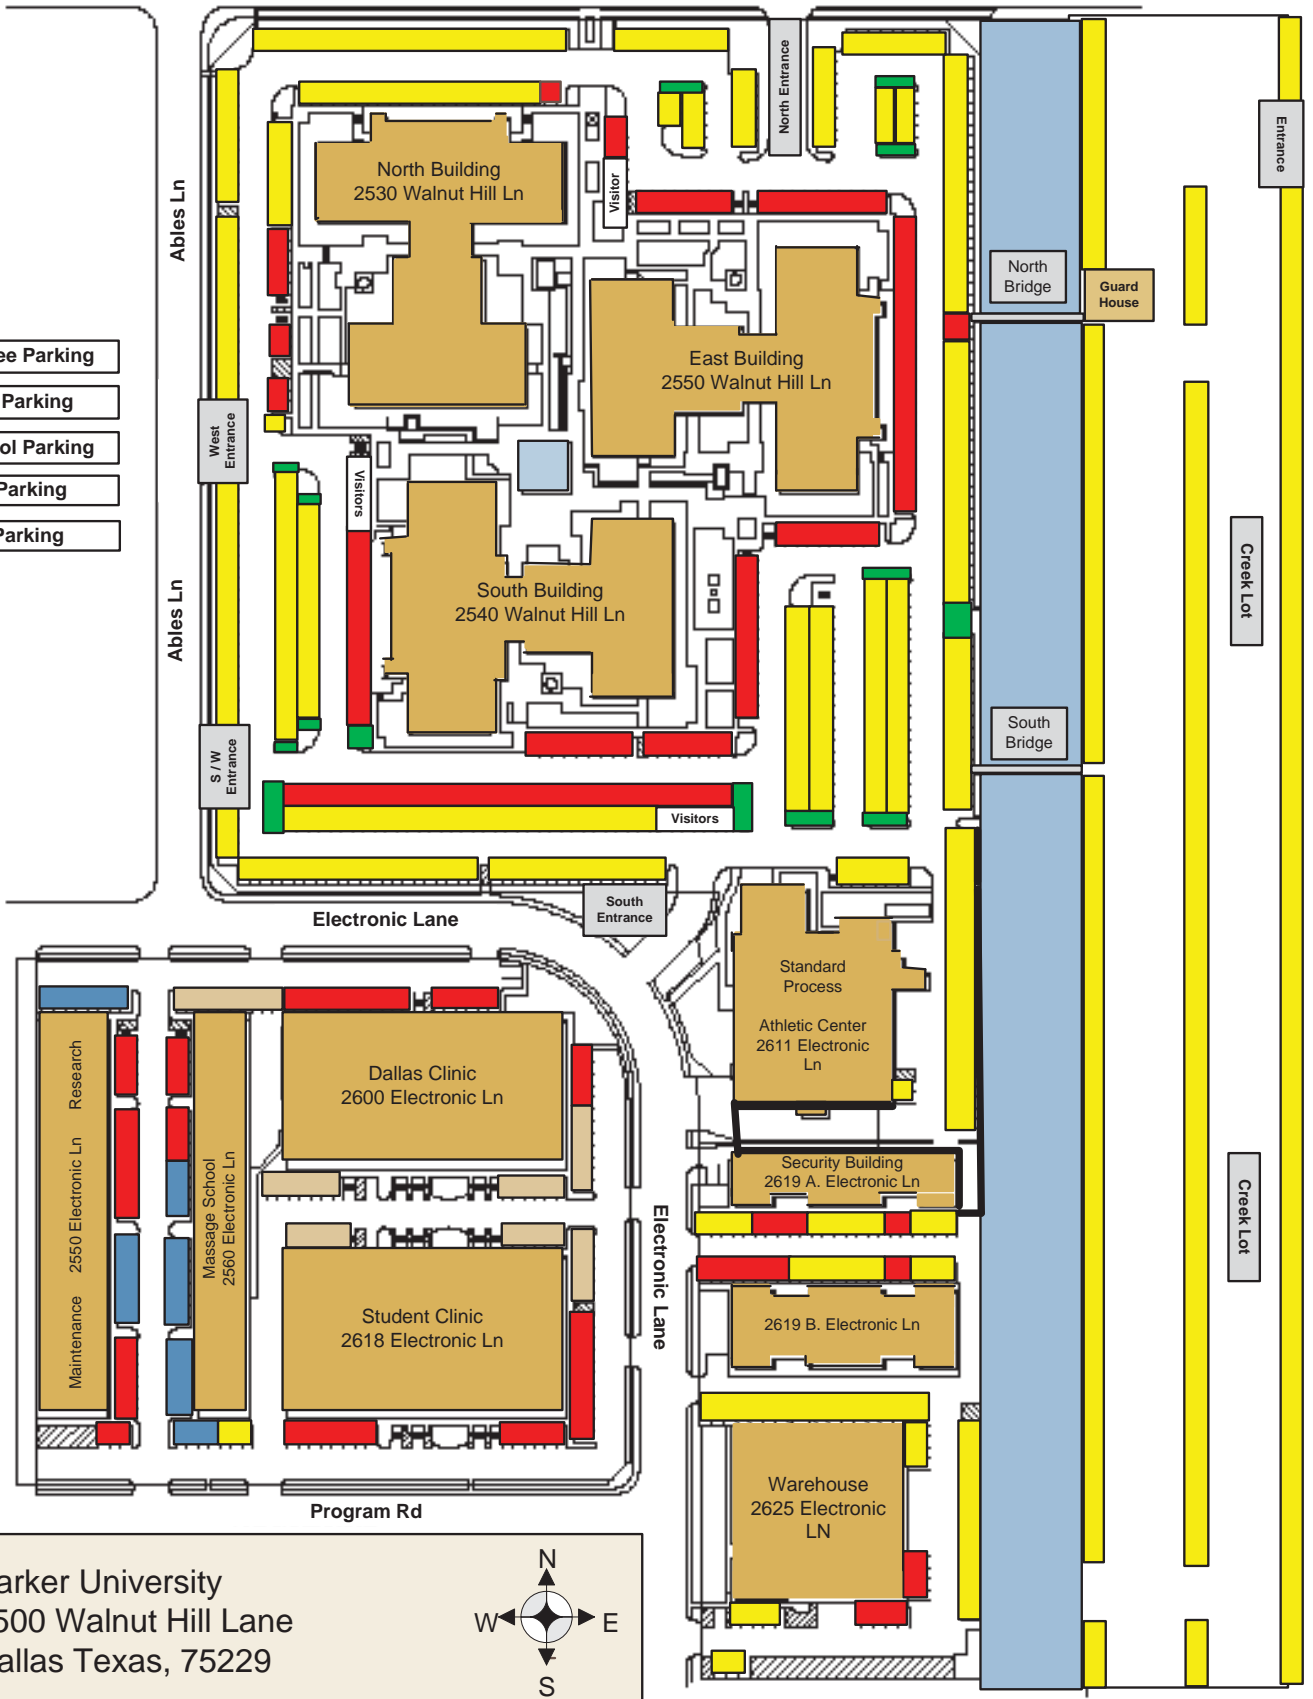 North Entrance
Entrance
North Building
2530 Walnut Hill Ln
Visitor
Ables Ln
North
Bridge
Guard
House
ee Parking
Parking
ol Parking
Parking
Parking
East Building
2550 Walnut Hill Ln
West
Entrance
Visitors
Creek Lot
Ables Ln
South Building
2540 Walnut Hill Ln
South
Bridge
S / W
Entrance
Visitors
South
Entrance
Electronic Lane
Standard
Process
Athletic Center
2611 Electronic
Ln
Maintenance 2550 Electronic Ln Research
Massage School
2560 Electronic Ln
Dallas Clinic
2600 Electronic Ln
Security Building
2619 A. Electronic Ln
Creek Lot
Electronic Lane
Student Clinic
2618 Electronic Ln
2619 B. Electronic Ln
Warehouse
2625 Electronic
LN
Program Rd
arker University
500 Walnut Hill Lane
allas Texas, 75229
N
W
E
S